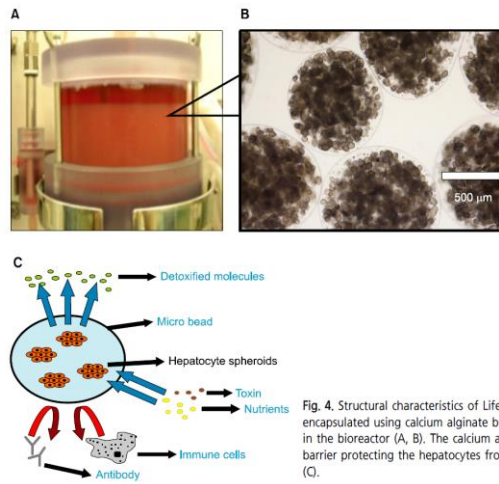 A
B
500 µm
C
Detoxified molecules
Micro bead
Hepatocyte spheroids
Toxin
Nutrients
Immune cells
Antibody
Fig. 4. Structural characteristics of Life
encapsulated using calcium alginate b
in the bioreactor (A, B). The calcium a
barrier protecting the hepatocytes fro
(C).